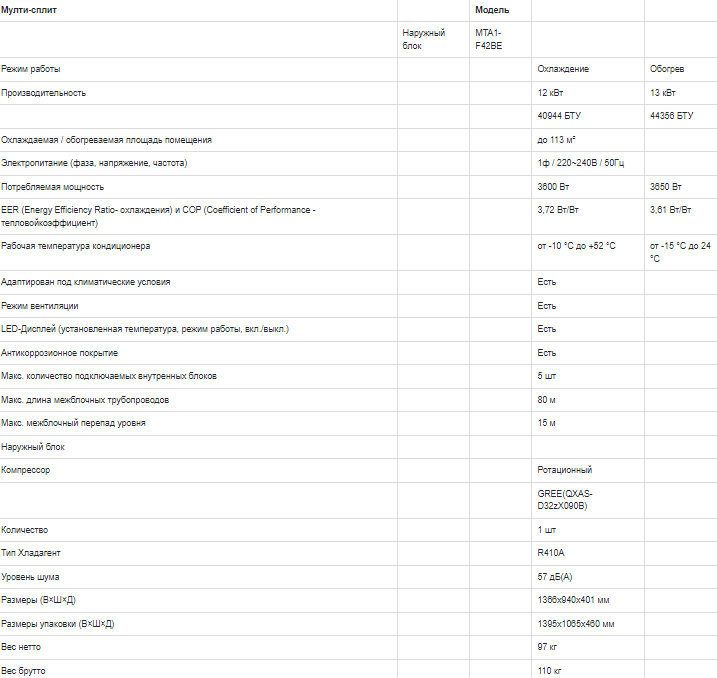 Мулти-сплит Модель
Наружный MTA1-
блок F42BE
Режим работы Охлаждение Обогрев
Производительность 12 кВт 13 кВт
40944 БТУ 44356 БТУ
Охлаждаемая / обогреваемая площадь помещения до 113 м²
Электропитание (фаза, напряжение, частота) 1ф / 220~240В / 50Гц
Потребляемая мощность 3600 Вт 3650 Вт
EER (Energy Efficiency Ratio- охлаждения) и COP (Coefficient of Performance - 3,72 Вт/Вт 3,61 Вт/Вт
тепловойкоэффициент)
Рабочая температура кондиционера от -10 °C до +52 °C от -15 °C до 24
°C
Адаптирован под климатические условия Есть
Режим вентиляции Есть
LED-Дисплей (установленная температура, режим работы, вкл./выкл.) Есть
Антикоррозионное покрытие Есть
Макс. количество подключаемых внутренных блоков 5 шт
Макс. длина межблочных трубопроводов 80 м
Макс. межблочный перепад уровня 15 м
Наружный блок
Компрессор Ротационный
GREE(QXAS-
D32zX090B)
Количество 1 шт
Тип Хладагент R410A
Уровень шума 57 дБ(А)
Размеры (В×Ш×Д) 1366x940x401 мм
Размеры упаковки (В×Ш×Д) 1395x1065x460 мм
Вес нетто 97 кг
Вес брутто 110 кг